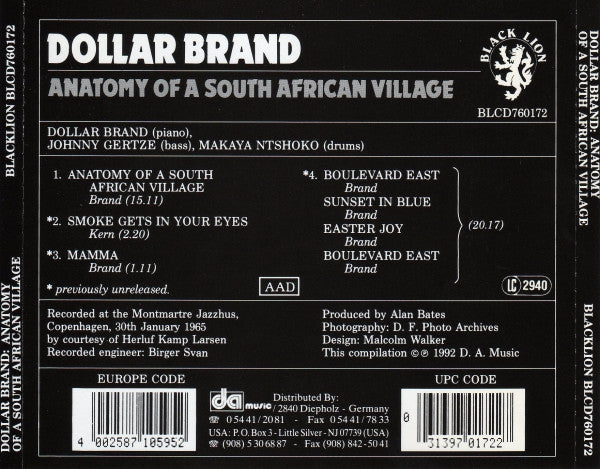 DOLLAR BRAND
ANATOMY OF A SOUTH AFRICAN VILLAGE
BLACK LION
BLCD760172
DOLLAR BRAND (piano),
JOHNNY GERTZE (bass), MAKAYA NTSHOKO (drums)
1. ANATOMY OF A SOUTH
AFRICAN VILLAGE
Brand (15.11)
*2. SMOKE GETS IN YOUR EYES
Kern (2.20)
*3. MAMMA
Brand (1.11)
* previously unreleased.
*4. BOULEVARD EAST
Brand
SUNSET IN BLUE
Brand
EASTER JOY
Brand
BOULEVARD EAST
Brand
(20.17)
AAD
LC 2940
Recorded at the Montmartre Jazzhus,
Copenhagen, 30th January 1965
by courtesy of Herluf Kamp Larsen
Recorded engineer: Birger Svan
Produced by Alan Bates
Photography: D. F. Photo Archives
Design: Malcolm Walker
This compilation ©℗ 1992 D. A. Music
EUROPE CODE
4 002587 105952
da music
Distributed By:
/ 2840 Diepholz - Germany
☏ 05441/2081 - Fax 05441/7833
USA: P.O. Box 3 - Little Silver - NJ 07739 (USA)
☏ (908) 530 6887 - Fax (908) 842-5041
UPC CODE
0 31397 01722
BLACKLION BLCD760172
DOLLAR BRAND: ANATOMY
OF A SOUTH AFRICAN VILLAGE
DOLLAR BRAND: ANATOMY
OF A SOUTH AFRICAN VILLAGE
BLACKLION BLCD760172